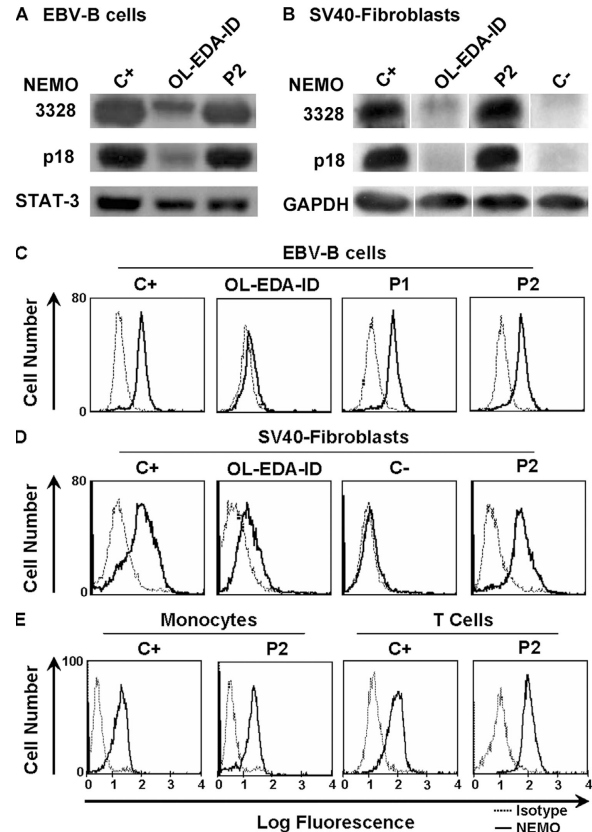 A EBV-B cells
B SV40-Fibroblasts
NEMO C+ OL-EDA-ID P2
NEMO C+ OL-EDA-ID P2 C-
3328
3328
p18
p18
STAT-3
GAPDH
C
EBV-B cells
C+ OL-EDA-ID P1 P2
80
Cell Number
0
D
SV40-Fibroblasts
C+ OL-EDA-ID C- P2
80
Cell Number
0
E
Monocytes T Cells
C+ P2 C+ P2
100
Cell Number
0
0 1 2 3 4 0 1 2 3 4 0 1 2 3 4 0 1 2 3 4
Log Fluorescence
Isotype
NEMO